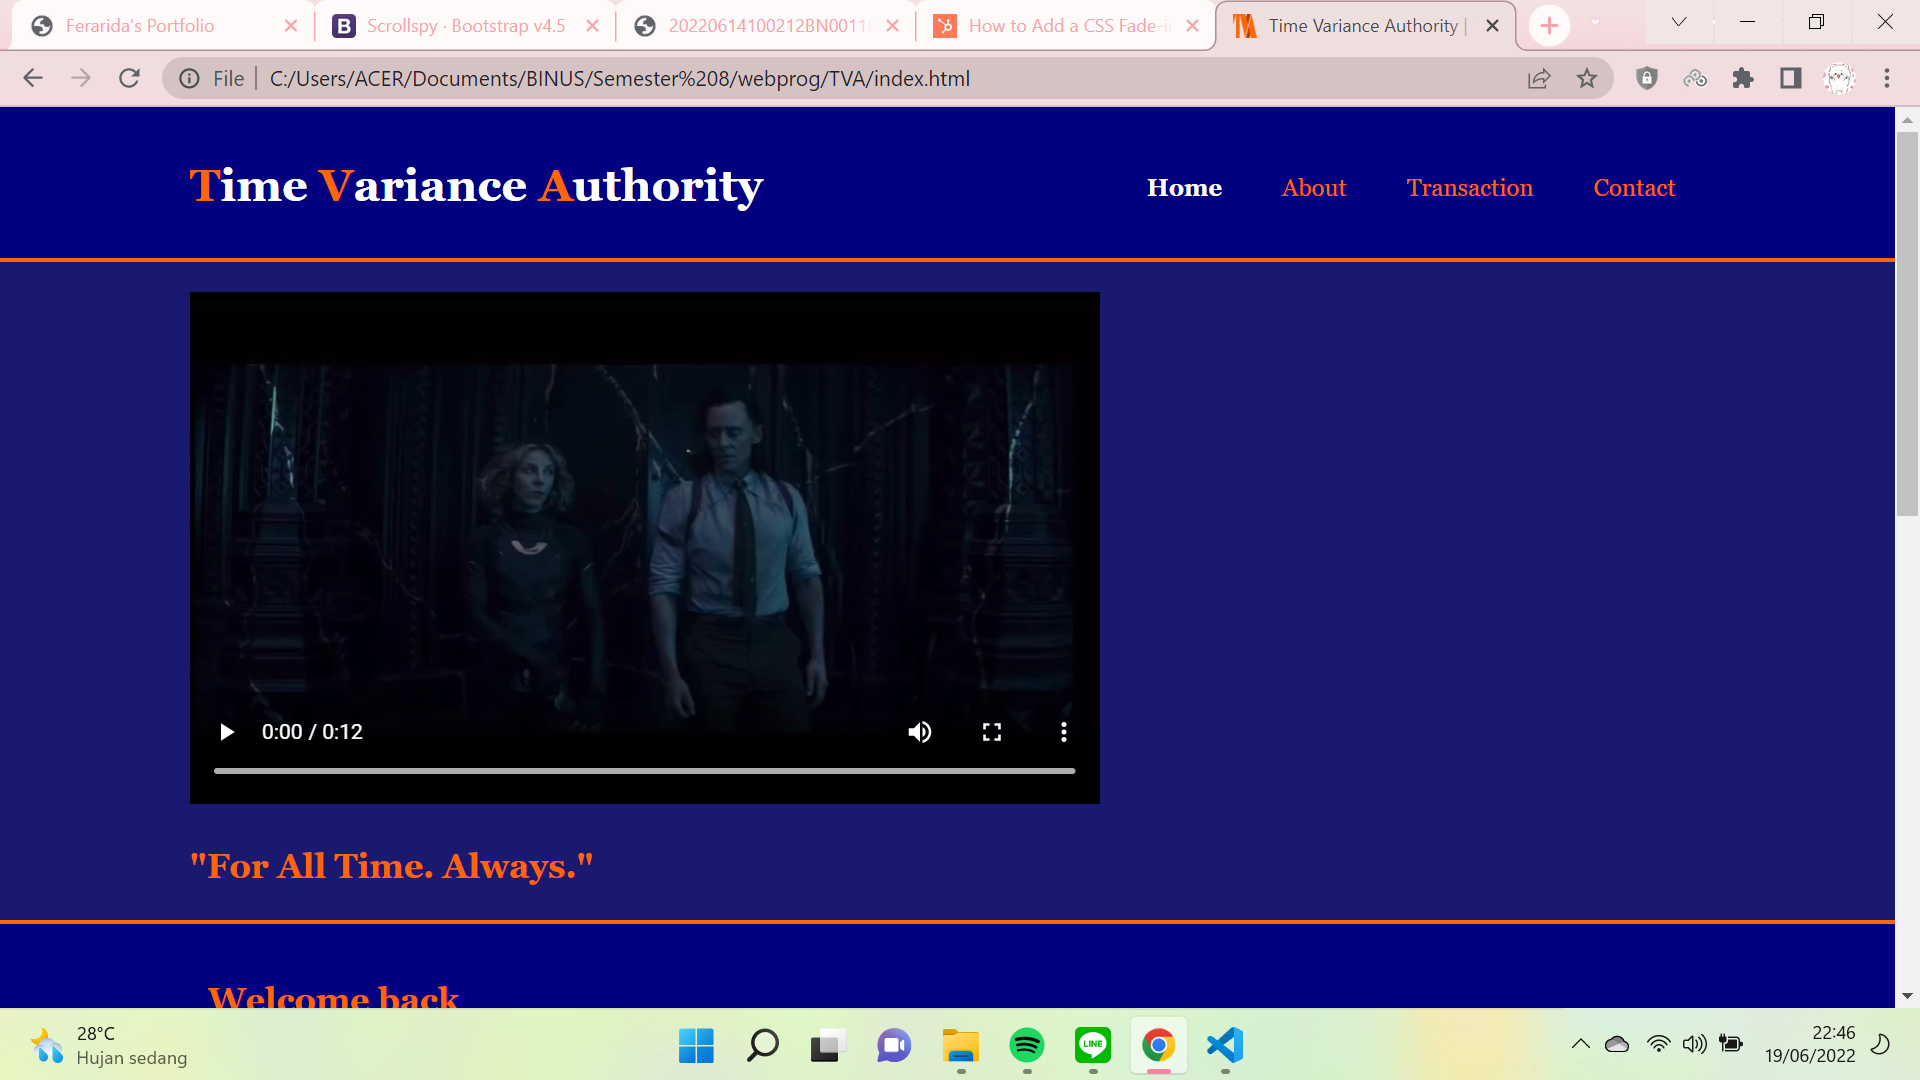 Ferarida's Portfolio
Scrollspy · Bootstrap v4.5
20220614100212BN0011
How to Add a CSS Fade-i
Time Variance Authority |
File
C:/Users/ACER/Documents/BINUS/Semester%208/webprog/TVA/index.html
Time Variance Authority
Home
About
Transaction
Contact
0:00 / 0:12
"For All Time. Always."
Welcome back
28°C
Hujan sedang
LINE
22:46
19/06/2022